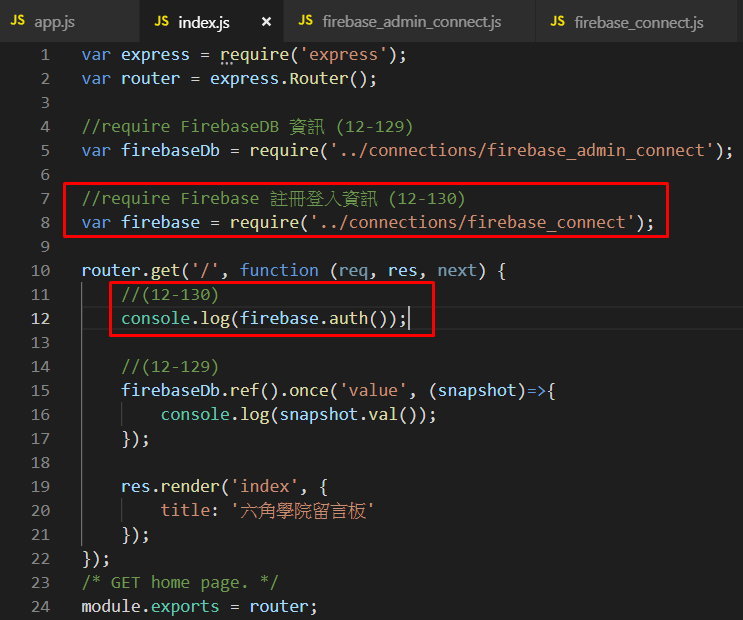 JS app.js JS index.js × JS firebase_admin_connect.js JS firebase_connect.js
1 var express = require('express');
2 var router = express.Router();
3
4 //require FirebaseDB 資訊 (12-129)
5 var firebaseDb = require('../connections/firebase_admin_connect');
6
7 //require Firebase 註冊登入資訊 (12-130)
8 var firebase = require('../connections/firebase_connect');
9
10 router.get('/', function (req, res, next) {
11 //(12-130)
12 console.log(firebase.auth());
13
14 //(12-129)
15 firebaseDb.ref().once('value', (snapshot)=>{
16 console.log(snapshot.val());
17 });
18
19 res.render('index', {
20 title: '六角學院留言板'
21 });
22 });
23 /* GET home page. */
24 module.exports = router;